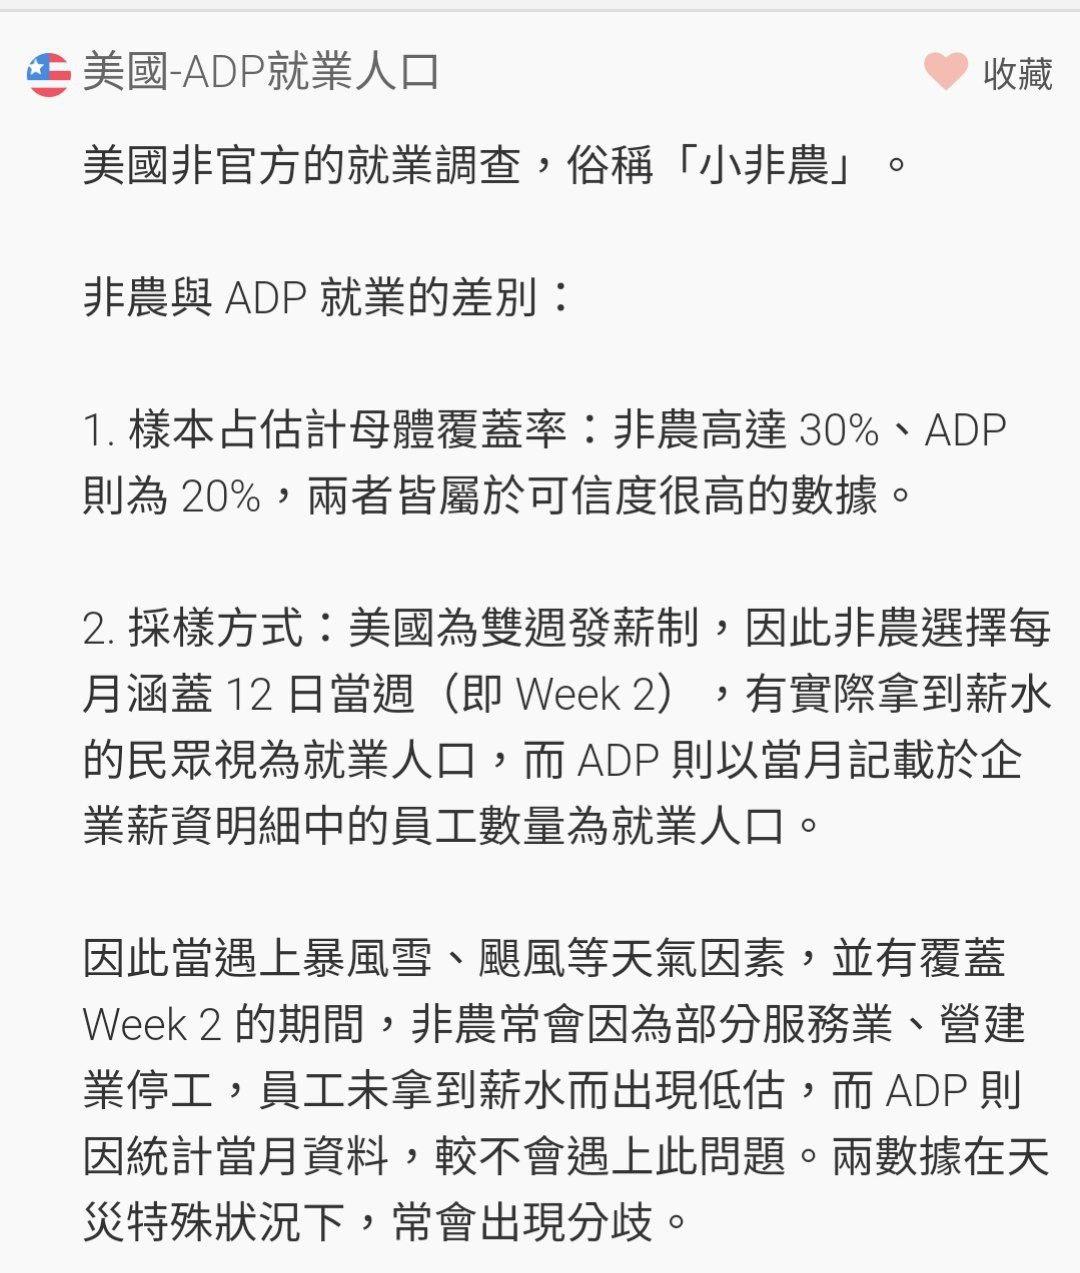 美國-ADP就業人口
收藏
美國非官方的就業調查，俗稱「小非農」。
非農與 ADP 就業的差別：
1. 樣本占估計母體覆蓋率：非農高達 30%、ADP
則為 20%，兩者皆屬於可信度很高的數據。
2. 採樣方式：美國為雙週發薪制，因此非農選擇每
月涵蓋 12 日當週（即 Week 2），有實際拿到薪水
的民眾視為就業人口，而 ADP 則以當月記載於企
業薪資明細中的員工數量為就業人口。
因此當遇上暴風雪、颶風等天氣因素，並有覆蓋
Week 2 的期間，非農常會因為部分服務業、營建
業停工，員工未拿到薪水而出現低估，而 ADP 則
因統計當月資料，較不會遇上此問題。兩數據在天
災特殊狀況下，常會出現分歧。